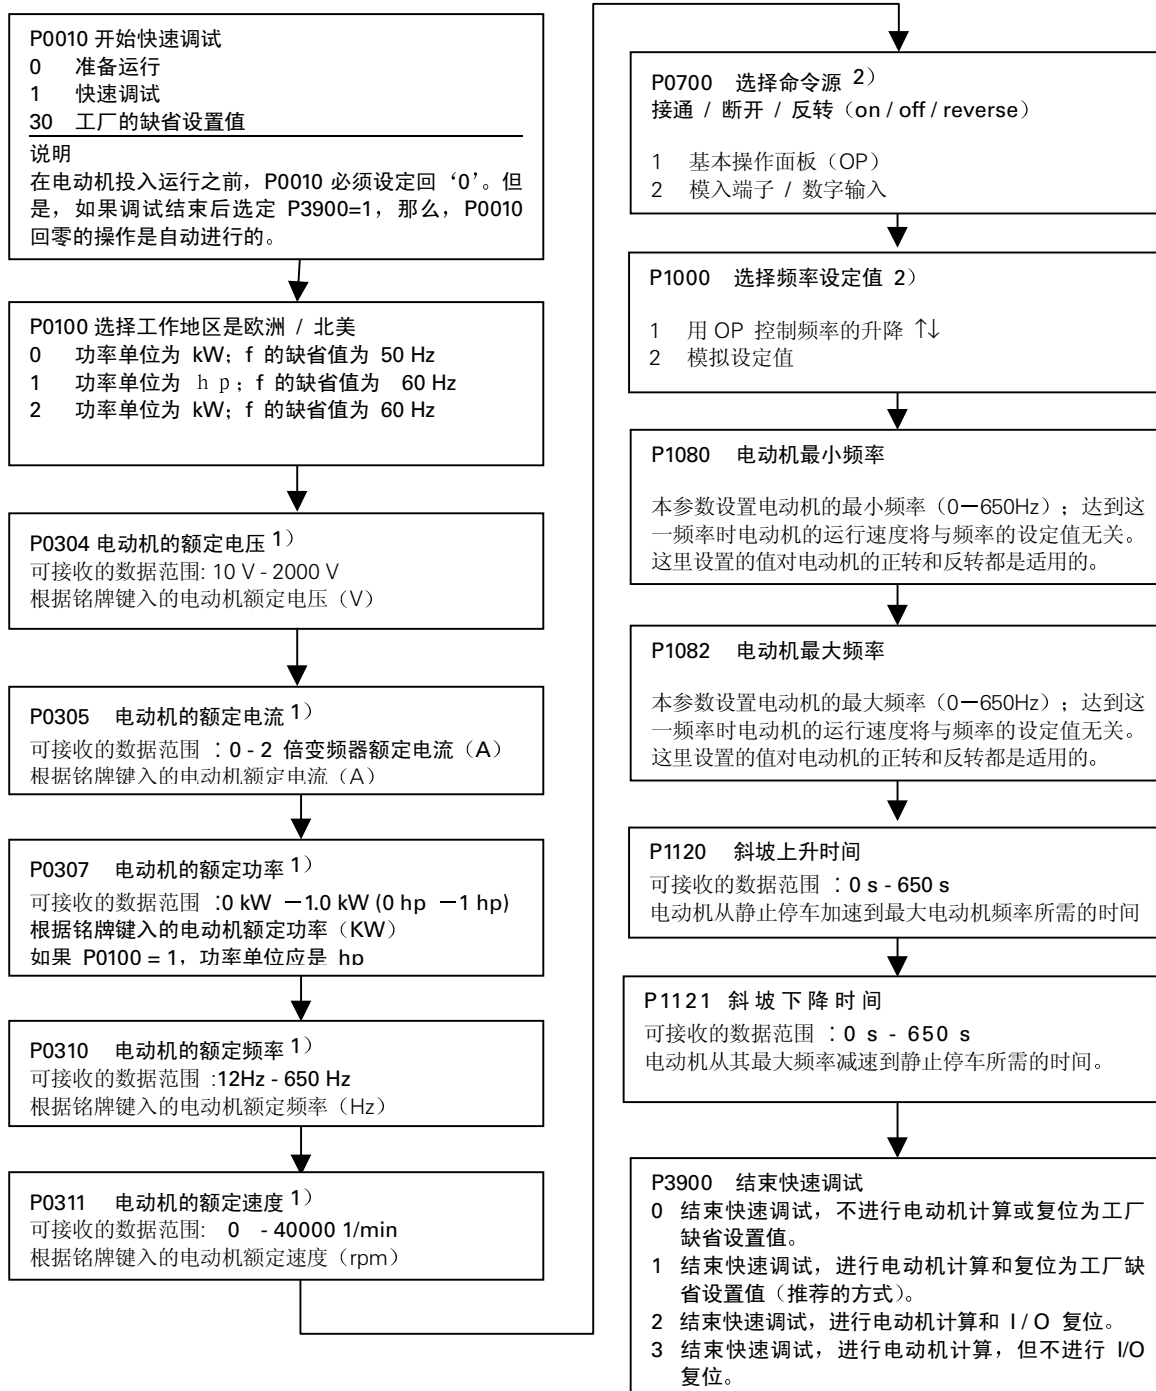 P0010 开始快速调试
0 准备运行
1 快速调试
30 工厂的缺省设置值
说明
在电动机投入运行之前，P0010 必须设定回‘0’。但
是，如果调试结束后选定 P3900=1，那么，P0010
回零的操作是自动进行的。
P0100 选择工作地区是欧洲 / 北美
0 功率单位为 kW；f 的缺省值为 50 Hz
1 功率单位为 hp；f 的缺省值为 60 Hz
2 功率单位为 kW；f 的缺省值为 60 Hz
P0304 电动机的额定电压 1）
可接收的数据范围: 10 V - 2000 V
根据铭牌键入的电动机额定电压（V）
P0305 电动机的额定电流 1）
可接收的数据范围 ：0 - 2 倍变频器额定电流（A）
根据铭牌键入的电动机额定电流（A）
P0307 电动机的额定功率 1）
可接收的数据范围 :0 kW －1.0 kW (0 hp －1 hp)
根据铭牌键入的电动机额定功率（KW）
如果 P0100 = 1，功率单位应是 hp
P0310 电动机的额定频率 1）
可接收的数据范围 :12Hz - 650 Hz
根据铭牌键入的电动机额定频率（Hz）
P0311 电动机的额定速度 1）
可接收的数据范围: 0 - 40000 1/min
根据铭牌键入的电动机额定速度（rpm）
P0700 选择命令源 2）
接通 / 断开 / 反转（on / off / reverse）
1 基本操作面板（OP）
2 模入端子 / 数字输入
P1000 选择频率设定值 2）
1 用 OP 控制频率的升降 ↑↓
2 模拟设定值
P1080 电动机最小频率
本参数设置电动机的最小频率（0－650Hz）；达到这
一频率时电动机的运行速度将与频率的设定值无关。
这里设置的值对电动机的正转和反转都是适用的。
P1082 电动机最大频率
本参数设置电动机的最大频率（0－650Hz）；达到这
一频率时电动机的运行速度将与频率的设定值无关。
这里设置的值对电动机的正转和反转都是适用的。
P1120 斜坡上升时间
可接收的数据范围 ：0 s - 650 s
电动机从静止停车加速到最大电动机频率所需的时间
P1121 斜坡下降时间
可接收的数据范围 ：0 s - 650 s
电动机从其最大频率减速到静止停车所需的时间。
P3900 结束快速调试
0 结束快速调试，不进行电动机计算或复位为工厂
缺省设置值。
1 结束快速调试，进行电动机计算和复位为工厂缺
省设置值（推荐的方式）。
2 结束快速调试，进行电动机计算和 I / O 复位。
3 结束快速调试，进行电动机计算，但不进行 I/O
复位。